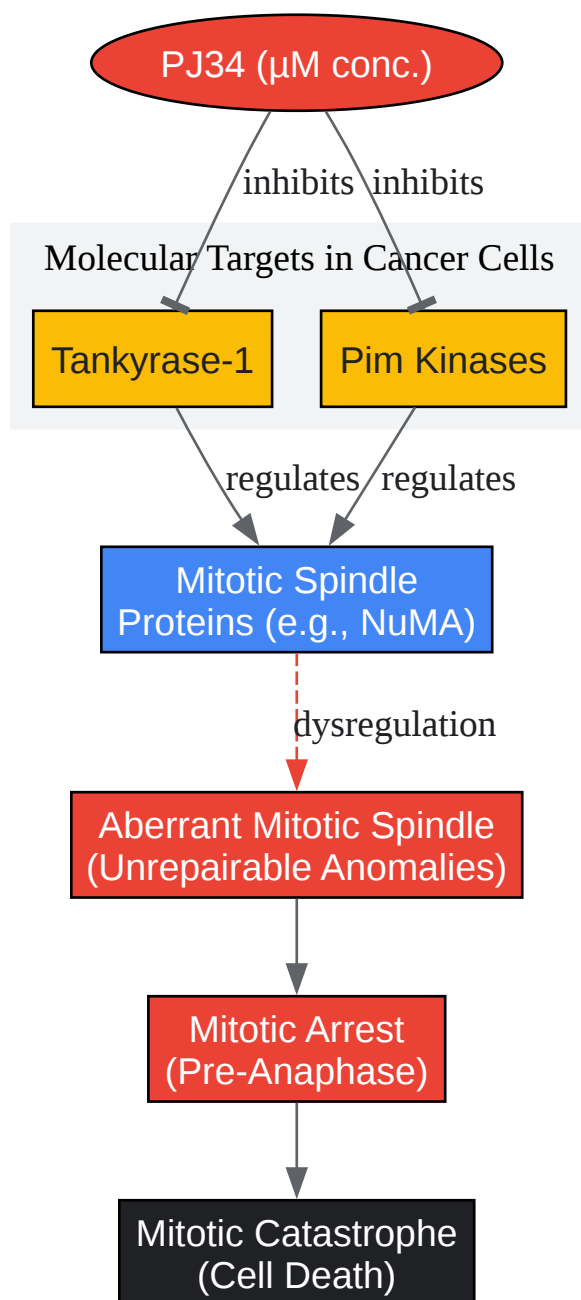 PJ34 (µM conc.)
inhibits inhibits
Molecular Targets in Cancer Cells
Tankyrase-1
Pim Kinases
regulates regulates
Mitotic Spindle
Proteins (e.g., NuMA)
dysregulation
Aberrant Mitotic Spindle
(Unrepairable Anomalies)
Mitotic Arrest
(Pre-Anaphase)
Mitotic Catastrophe
(Cell Death)